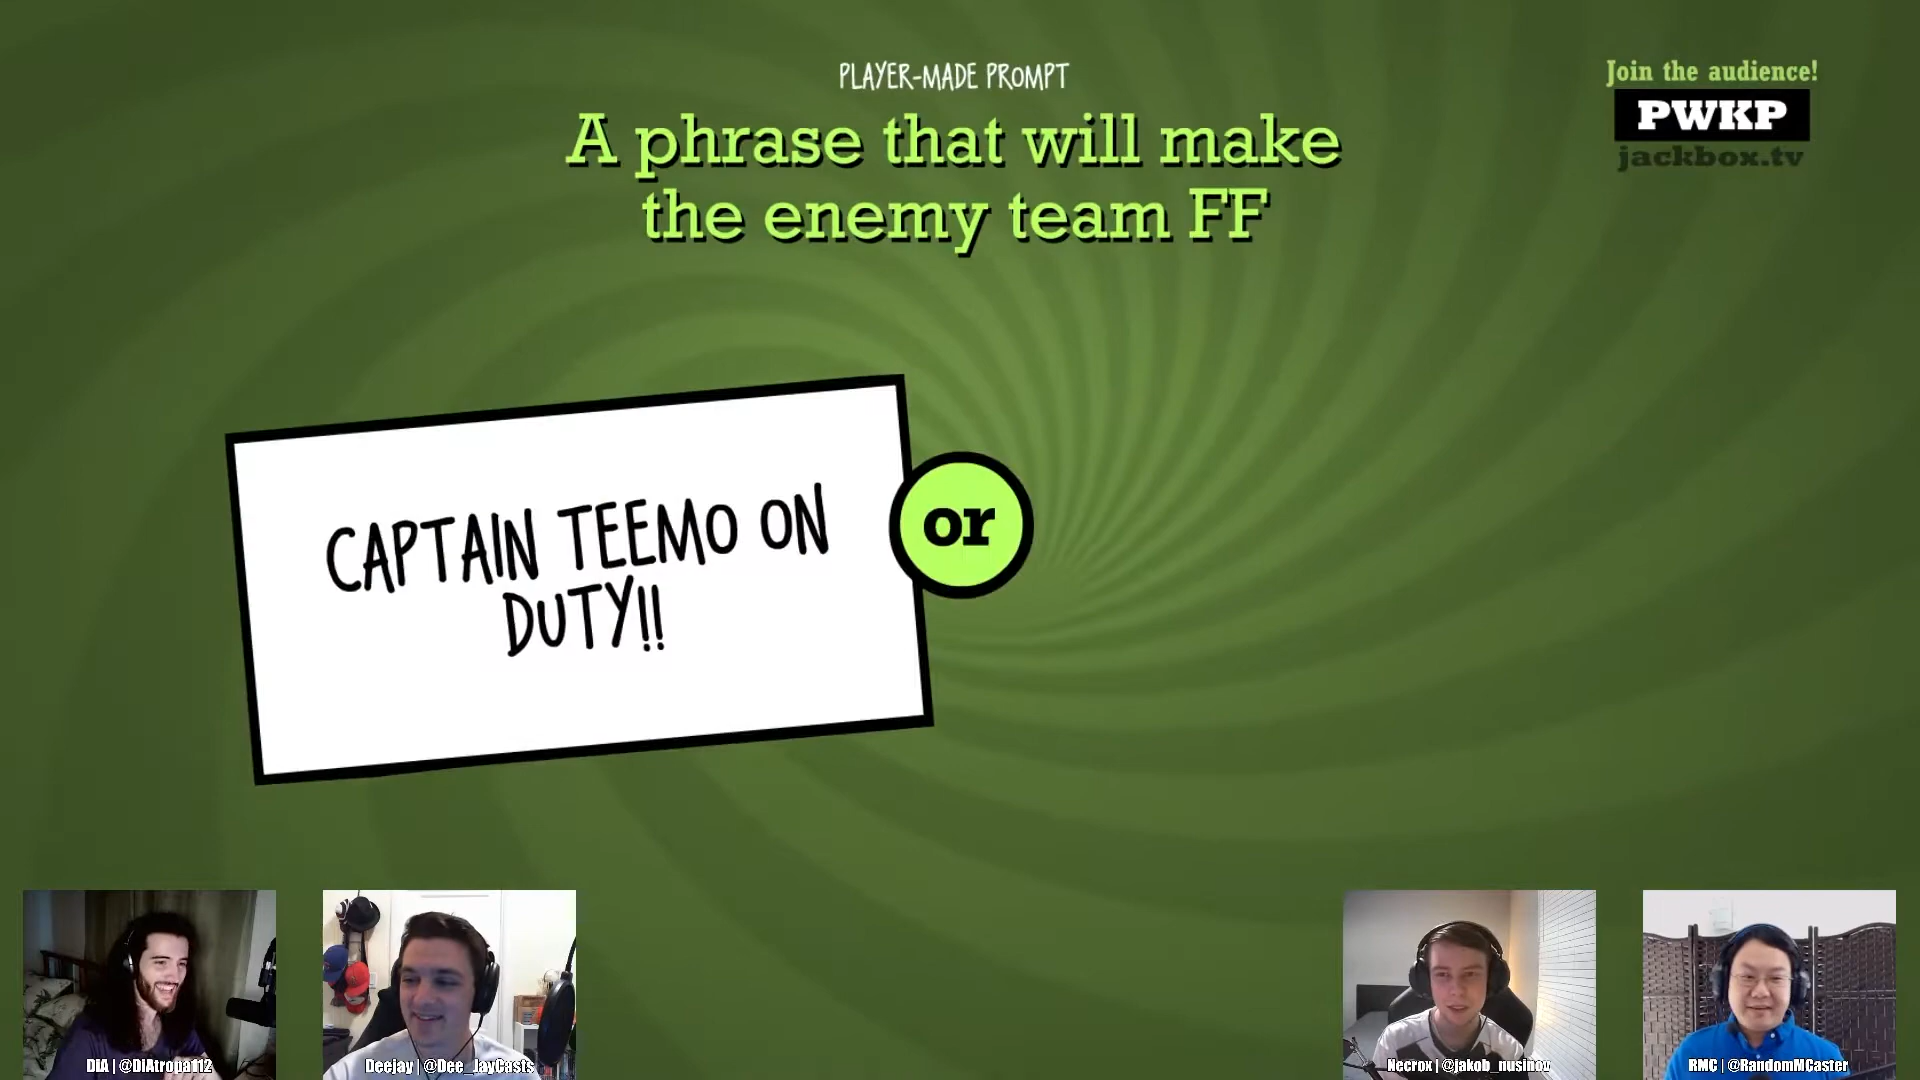 PLAYER-MADE PROMPT
A phrase that will make
the enemy team FF
Join the audience!
PWKP
jackbox.tv
CAPTAIN TEEMO ON
DUTY!!
or
DIA | @DIAtropa112
Deejay | @Dee_JayCasts
Necrox | @jakob_nusinov
RMC | @RandomMCaster